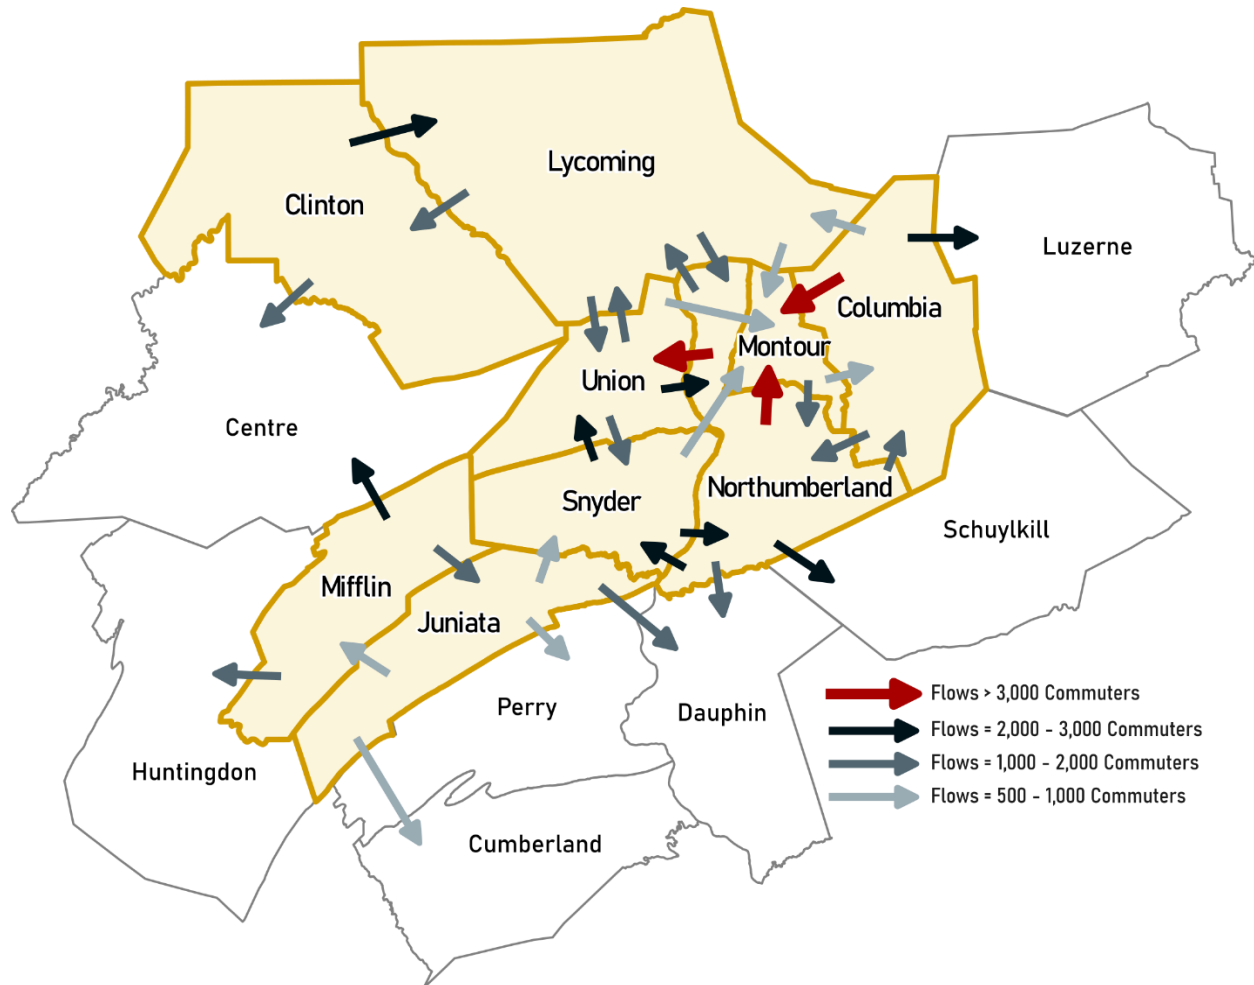 Lycoming
Clinton
Luzerne
Columbia
Montour
Union
Centre
Northumberland
Snyder
Schuylkill
Mifflin
Juniata
Flows > 3,000 Commuters
Perry
Dauphin
Flows = 2,000 - 3,000 Commuters
Flows = 1,000 - 2,000 Commuters
Huntingdon
Flows = 500 - 1,000 Commuters
Cumberland